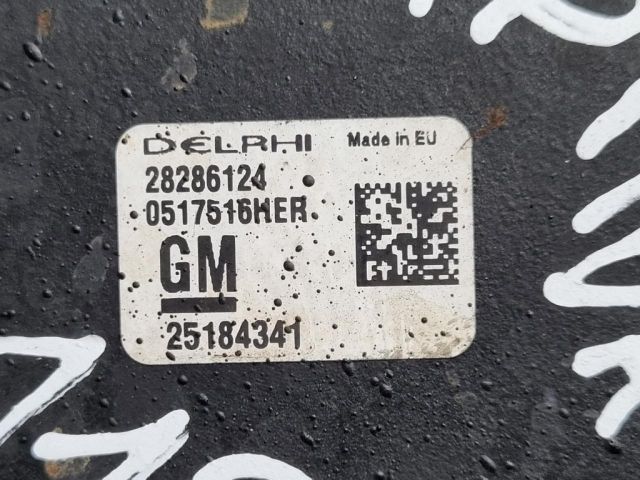 DELPHI Made in EU
28286124
0517516HER
GM
25184341